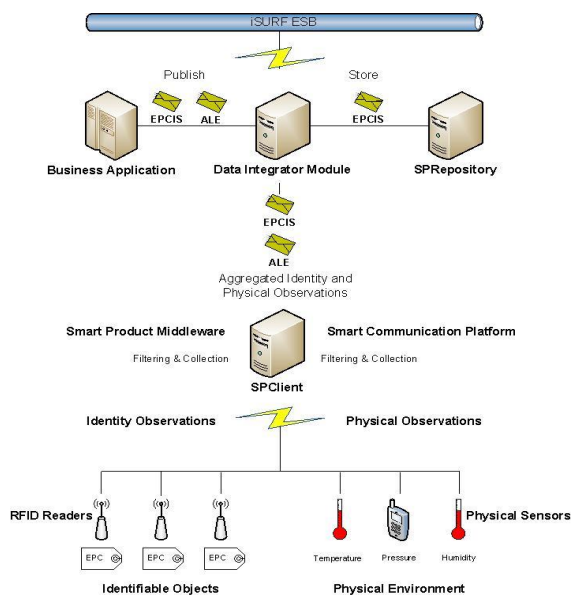 iSURF ESB
Publish
Store
EPCIS
ALE
EPCIS
Business Application
Data Integrator Module
SPRepository
EPCIS
ALE
Aggregated Identity and
Physical Observations
Smart Product Middleware
Smart Communication Platform
Filtering & Collection
Filtering & Collection
SPClient
Identity Observations
Physical Observations
RFID Readers
Physical Sensors
EPC
EPC
EPC
Temperature
Pressure
Humidity
Identifiable Objects
Physical Environment